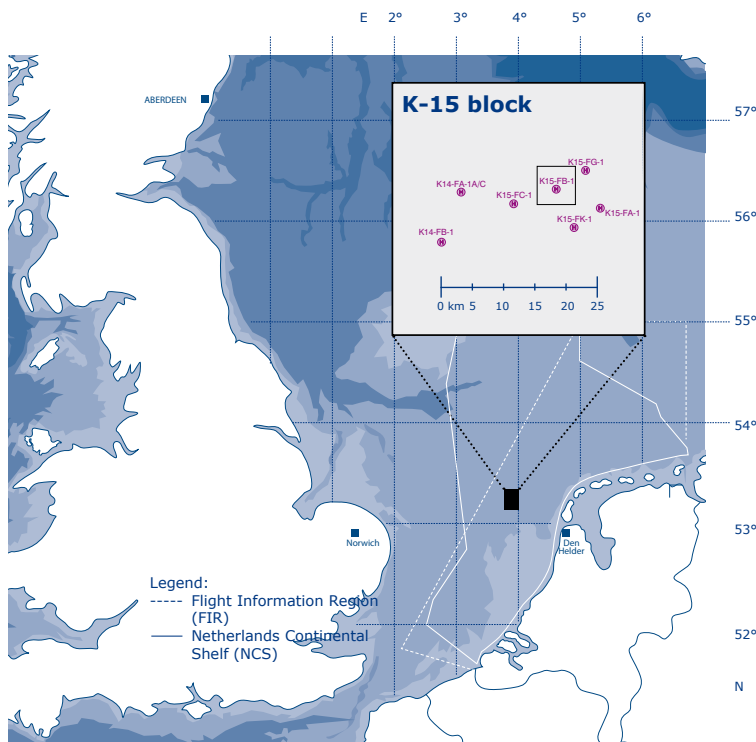 E 2° 3° 4° 5° 6°
57°
56°
55°
54°
53°
52°
N
ABERDEEN
K-15 block
K15-FG-1
K14-FA-1A/C
K15-FB-1
K15-FC-1
K15-FA-1
K15-FK-1
K14-FB-1
0 km 5 10 15 20 25
Norwich
Den
Helder
Legend:
Flight Information Region
(FIR)
Netherlands Continental
Shelf (NCS)